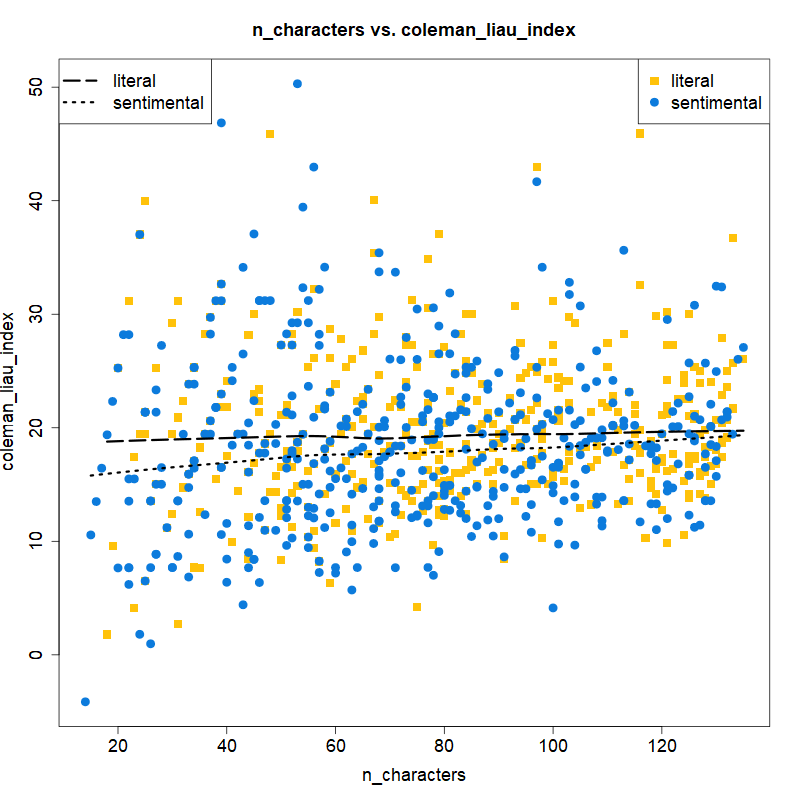 n_characters vs. coleman_liau_index
literal
sentimental
literal
sentimental
coleman_liau_index
50
40
30
20
10
0
20 40 60 80 100 120
n_characters